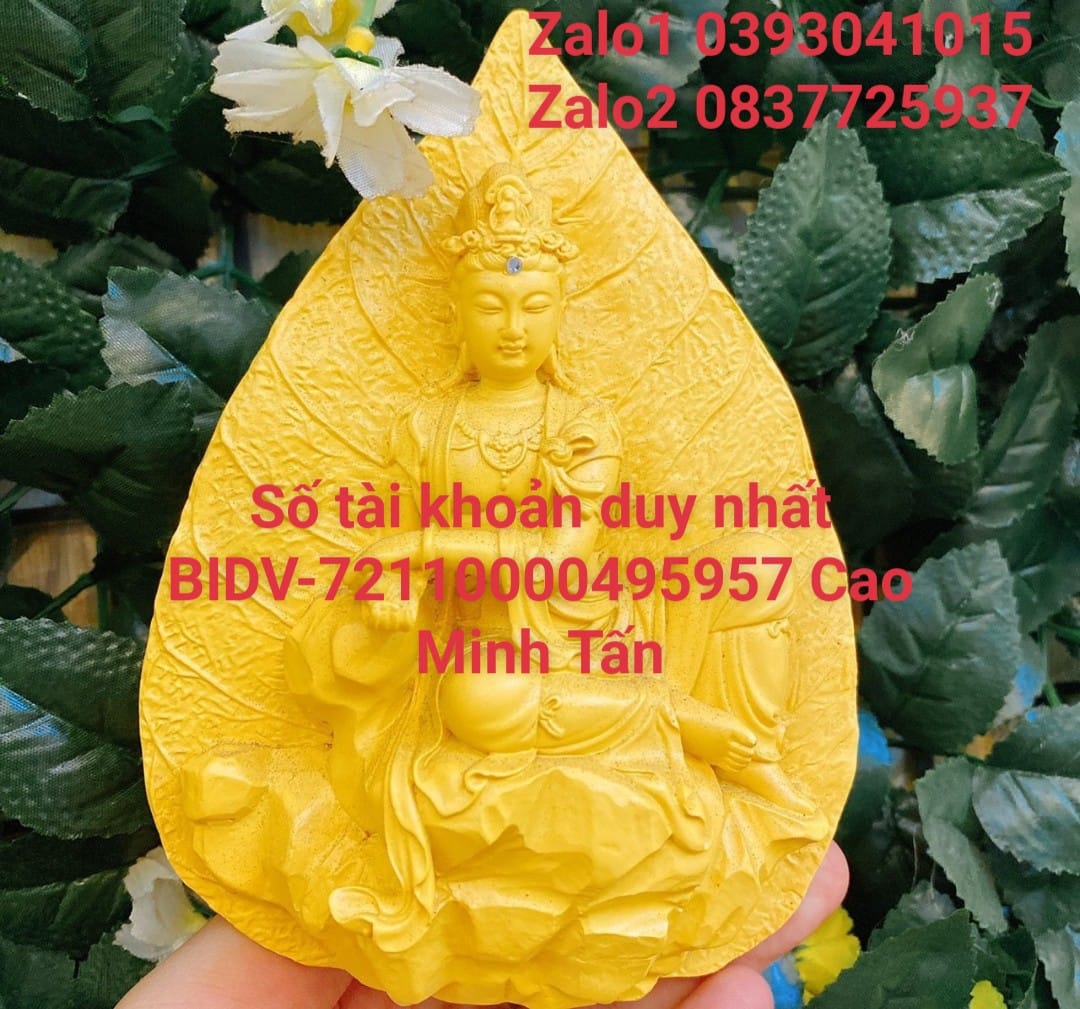 Zalo1 0393041015
Zalo2 0837725937
Số tài khoản duy nhất
BIDV-72110000495957 Cao
Minh Tấn